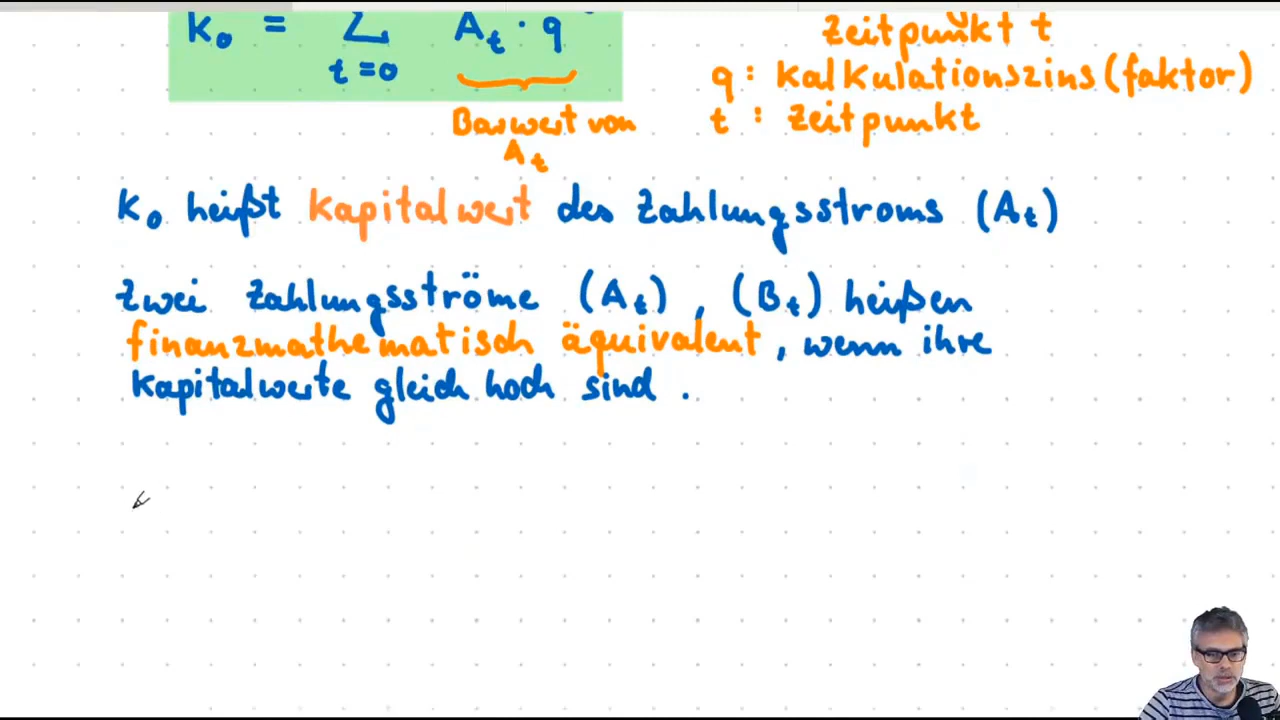 K₀ = Σ A_t · q
t=0
Zeitpunkt t
q : Kalkulationszins(faktor)
Barwert von
A_t
t : Zeitpunkt
K₀ heißt Kapitalwert des Zahlungsstroms (A_t)
Zwei Zahlungsströme (A_t), (B_t) heißen
finanzmathematisch äquivalent, wenn ihre
Kapitalwerte gleich hoch sind.